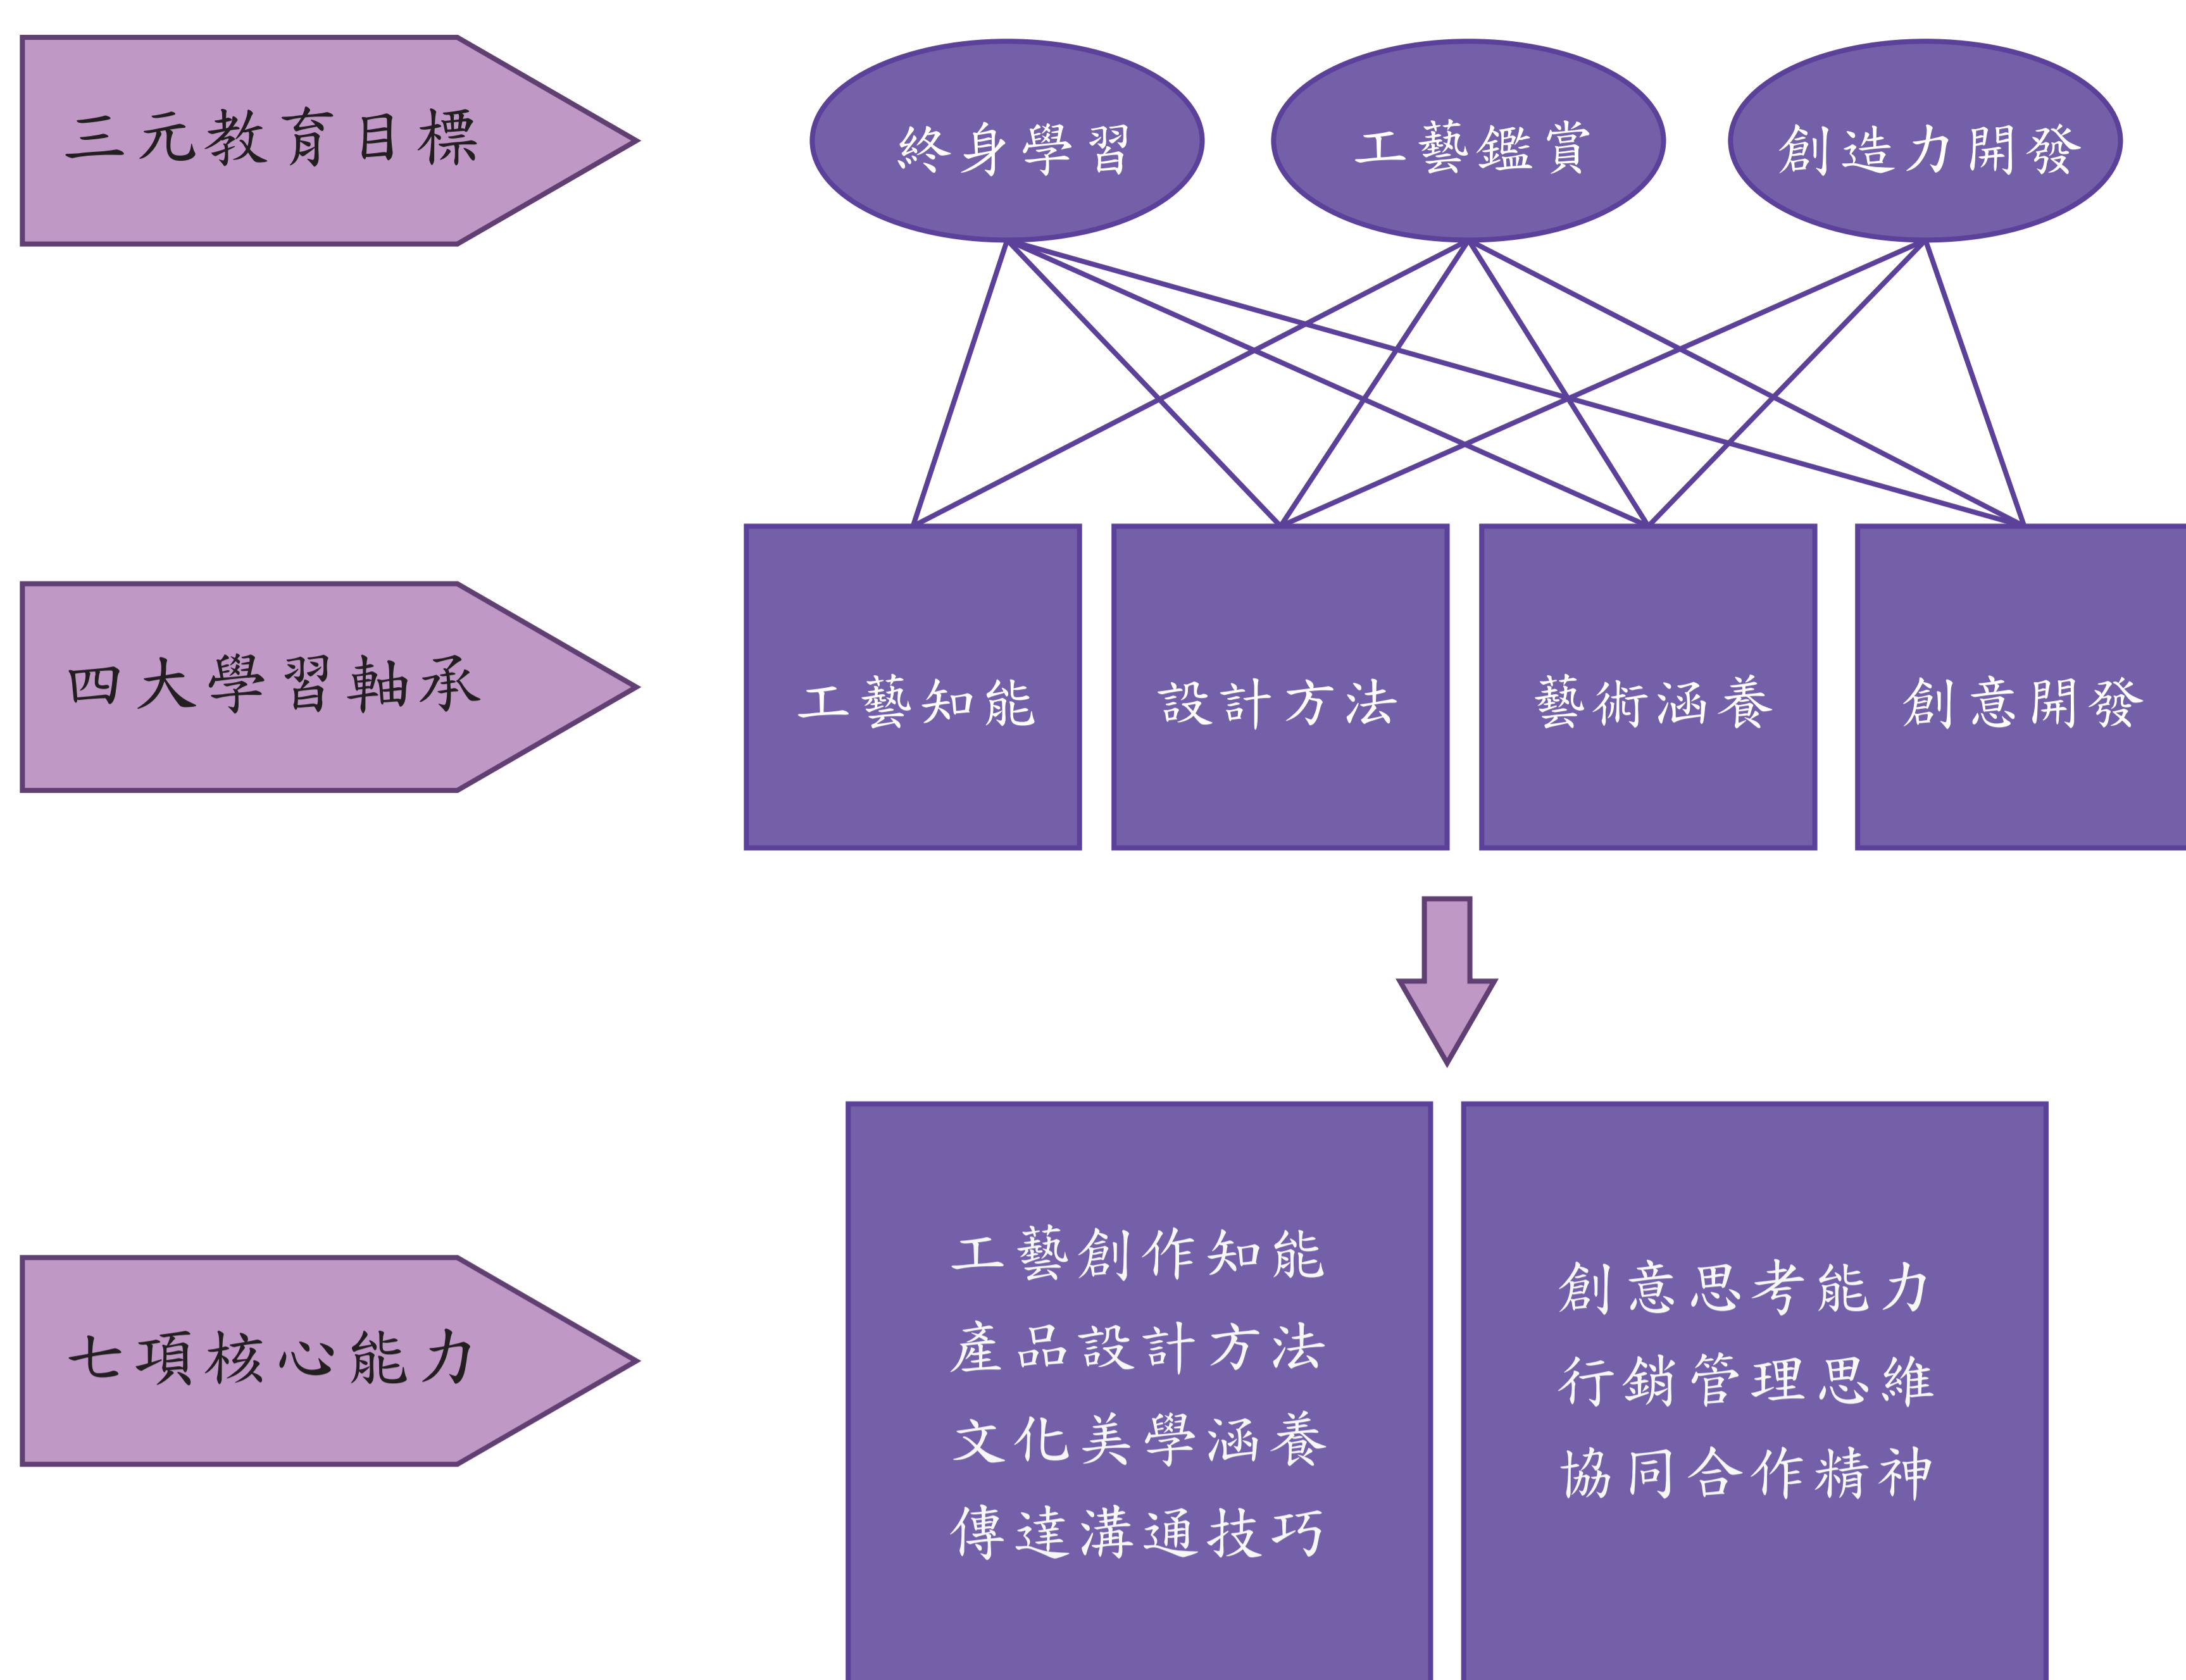 三元教育目標
終身學習
工藝鑑賞
創造力開發
四大學習軸承
工藝知能
設計方法
藝術涵養
創意開發
七項核心能力
工藝創作知能
產品設計方法
文化美學涵養
傳達溝通技巧
創意思考能力
行銷管理思維
協同合作精神